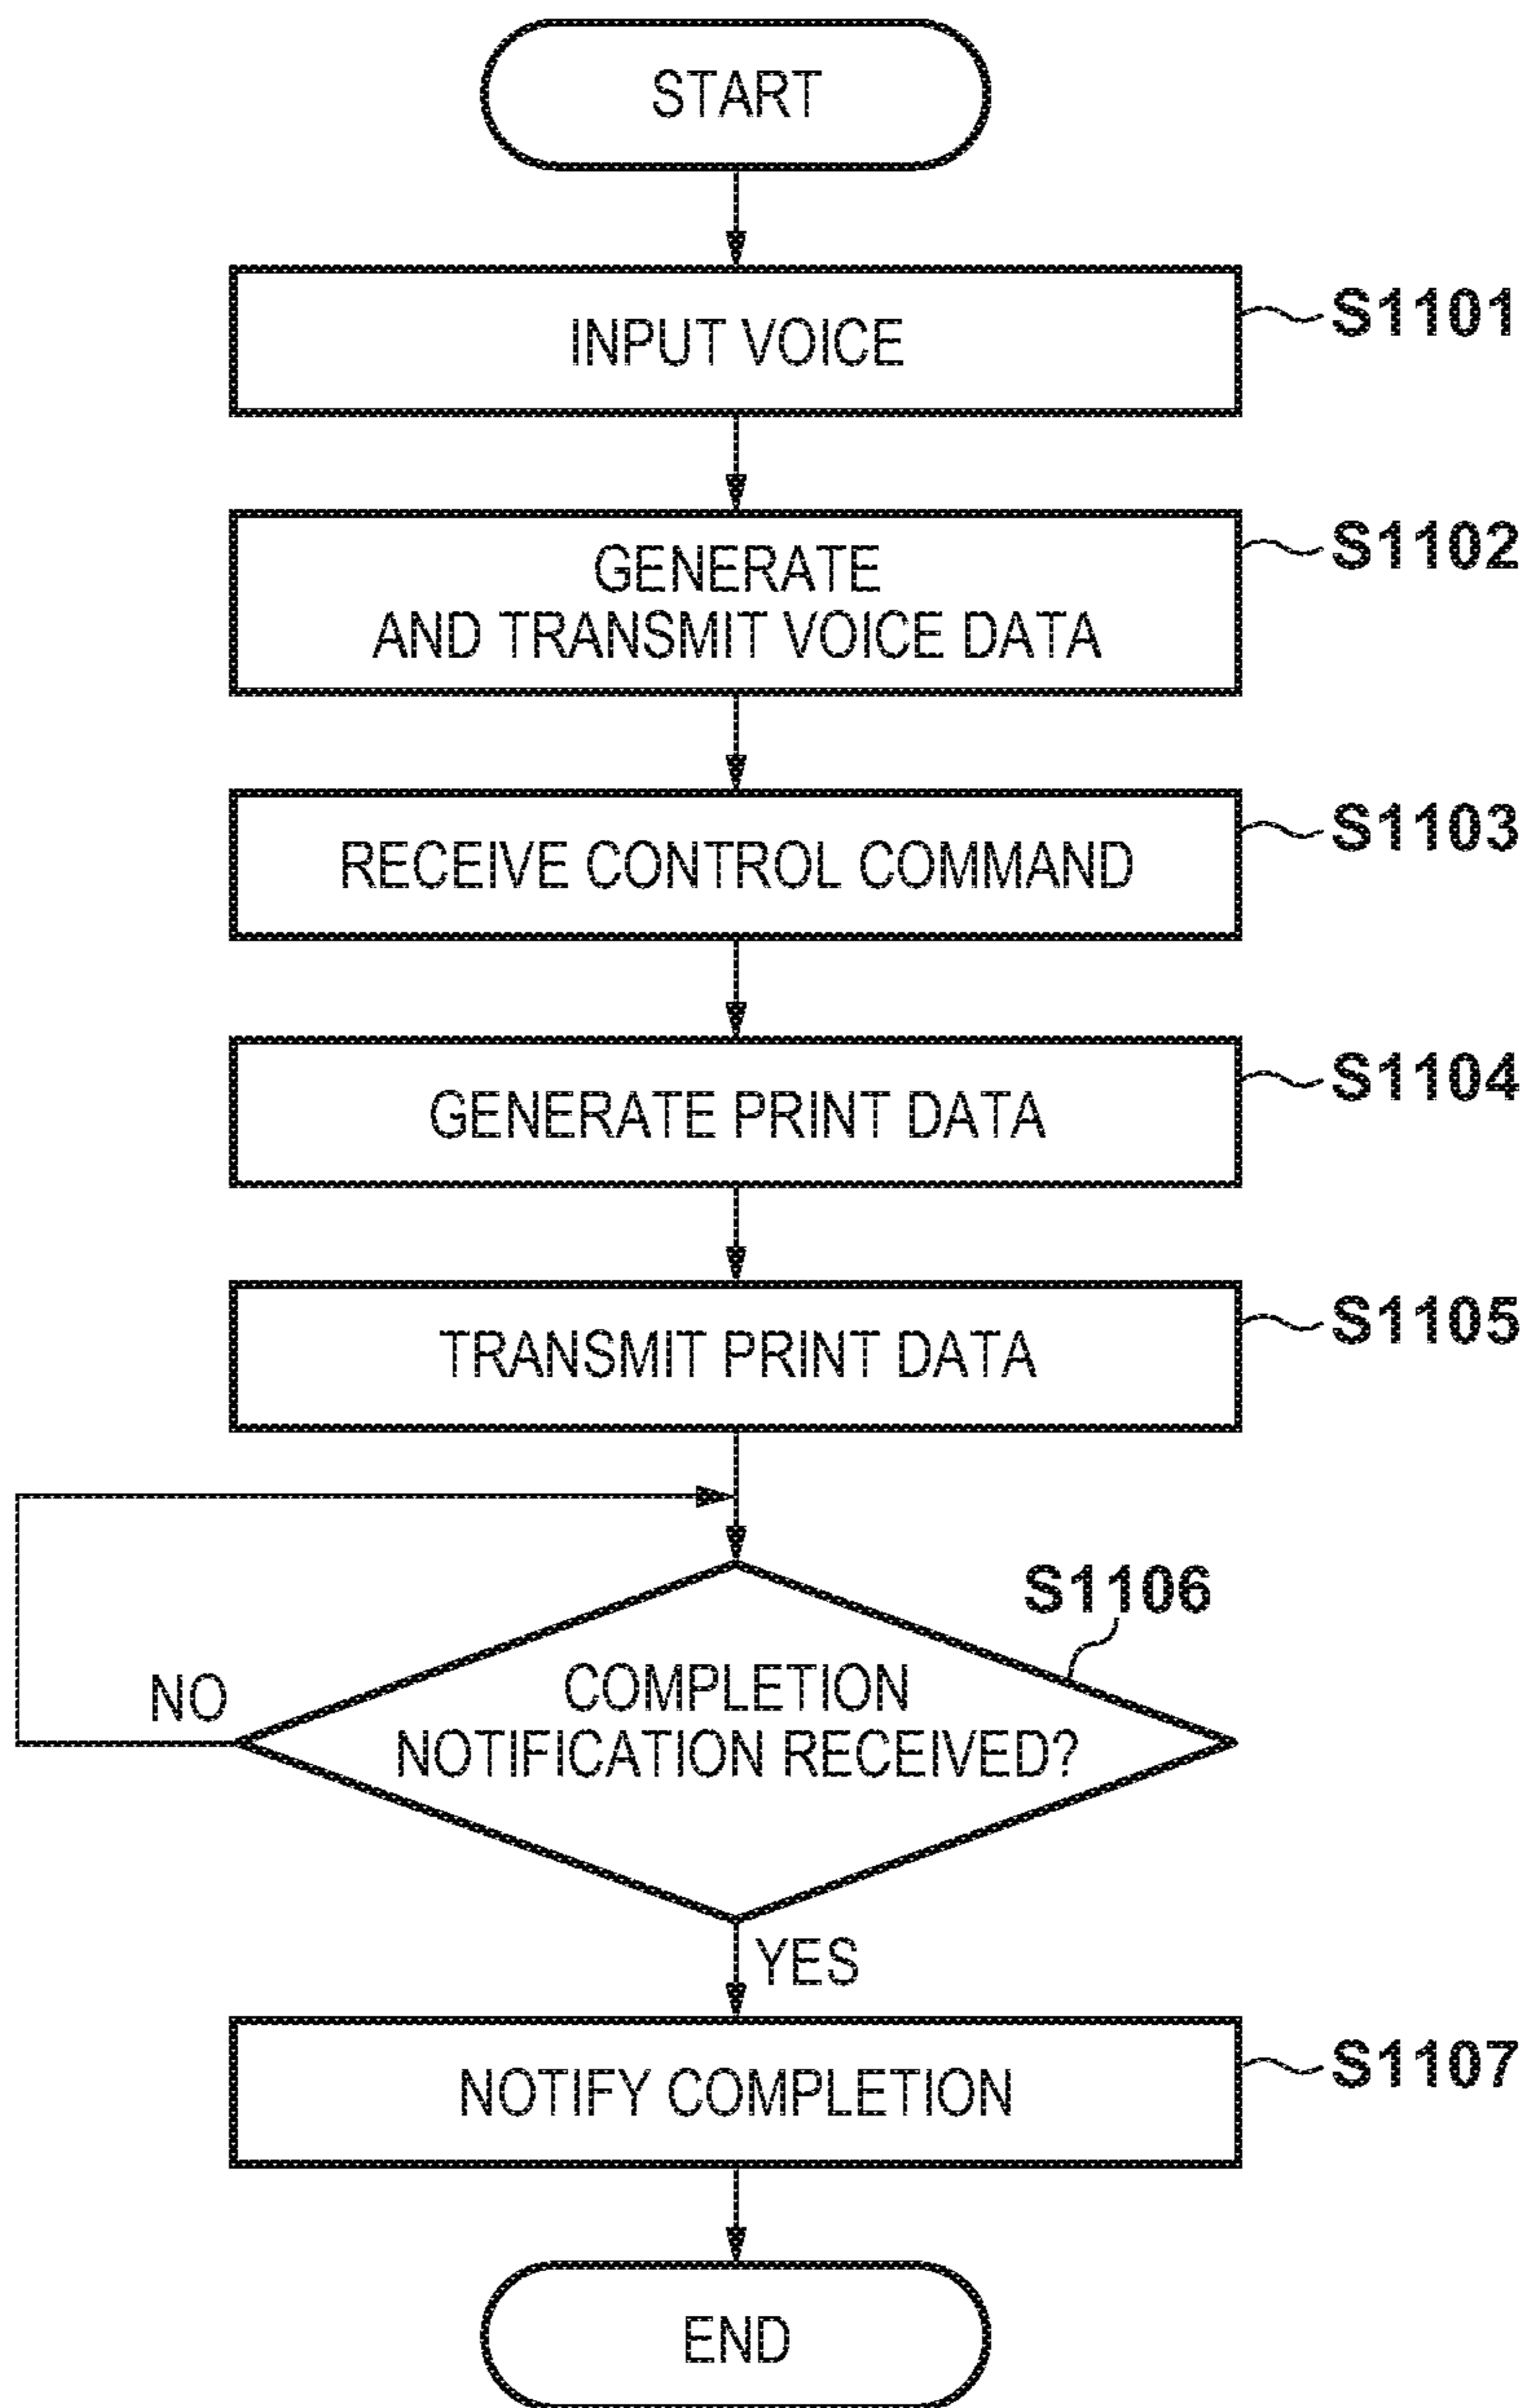 START
INPUT VOICE
S1101
GENERATE
AND TRANSMIT VOICE DATA
S1102
RECEIVE CONTROL COMMAND
S1103
GENERATE PRINT DATA
S1104
TRANSMIT PRINT DATA
S1105
S1106
COMPLETION
NOTIFICATION RECEIVED?
NO
YES
NOTIFY COMPLETION
S1107
END